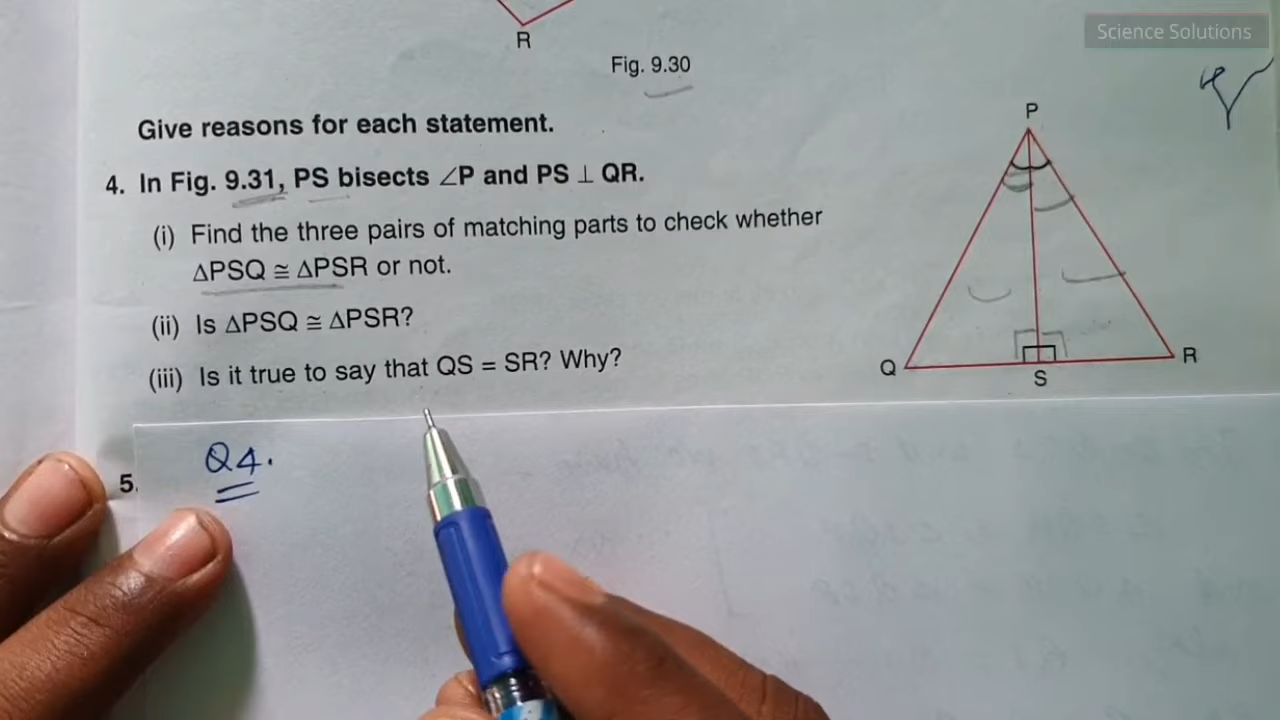 Science Solutions
R
Fig. 9.30
Give reasons for each statement.
4. In Fig. 9.31, PS bisects ∠P and PS ⊥ QR.
(i) Find the three pairs of matching parts to check whether
ΔPSQ ≅ ΔPSR or not.
(ii) Is ΔPSQ ≅ ΔPSR?
(iii) Is it true to say that QS = SR? Why?
P
Q
S
R
5.
Q4.